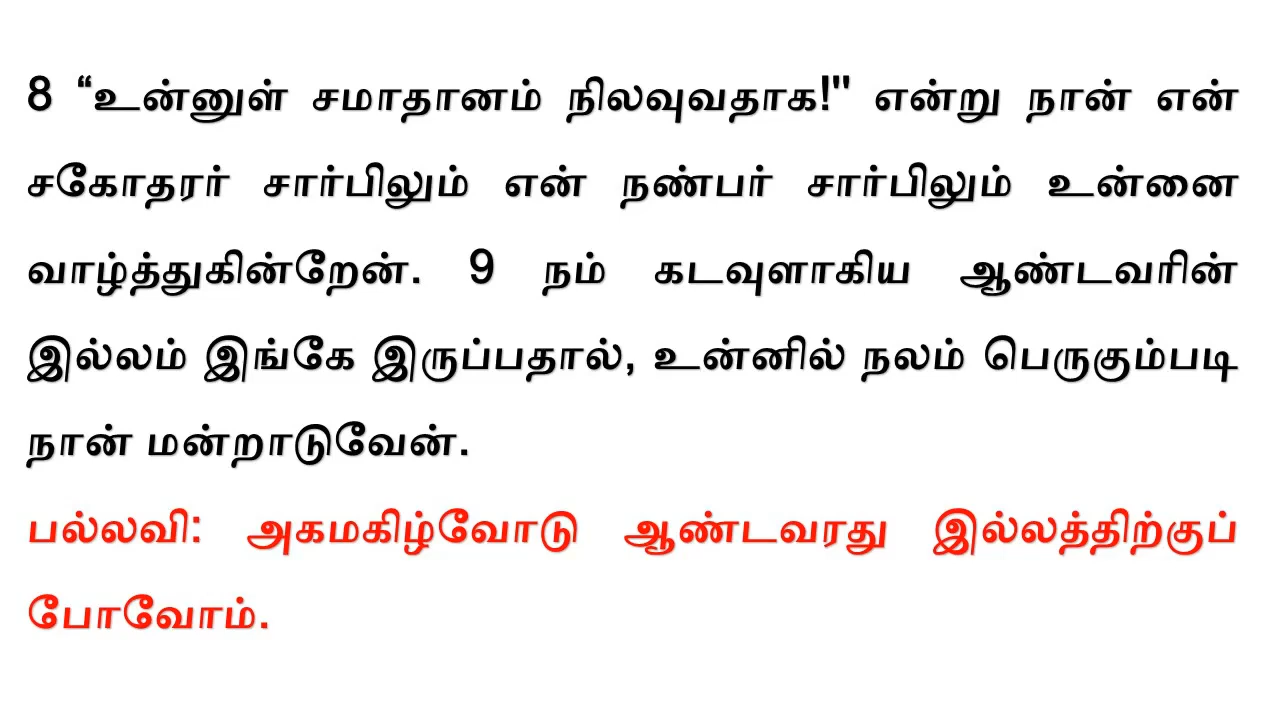 8 “உன்னுள் சமாதானம் நிலவுவதாக!" என்று நான் என்
சகோதரர் சார்பிலும் என் நண்பர் சார்பிலும் உன்னை
வாழ்த்துகின்றேன். 9 நம் கடவுளாகிய ஆண்டவரின்
இல்லம் இங்கே இருப்பதால், உன்னில் நலம் பெருகும்படி
நான் மன்றாடுவேன்.
பல்லவி: அகமகிழ்வோடு ஆண்டவரது இல்லத்திற்குப்
போவோம்.